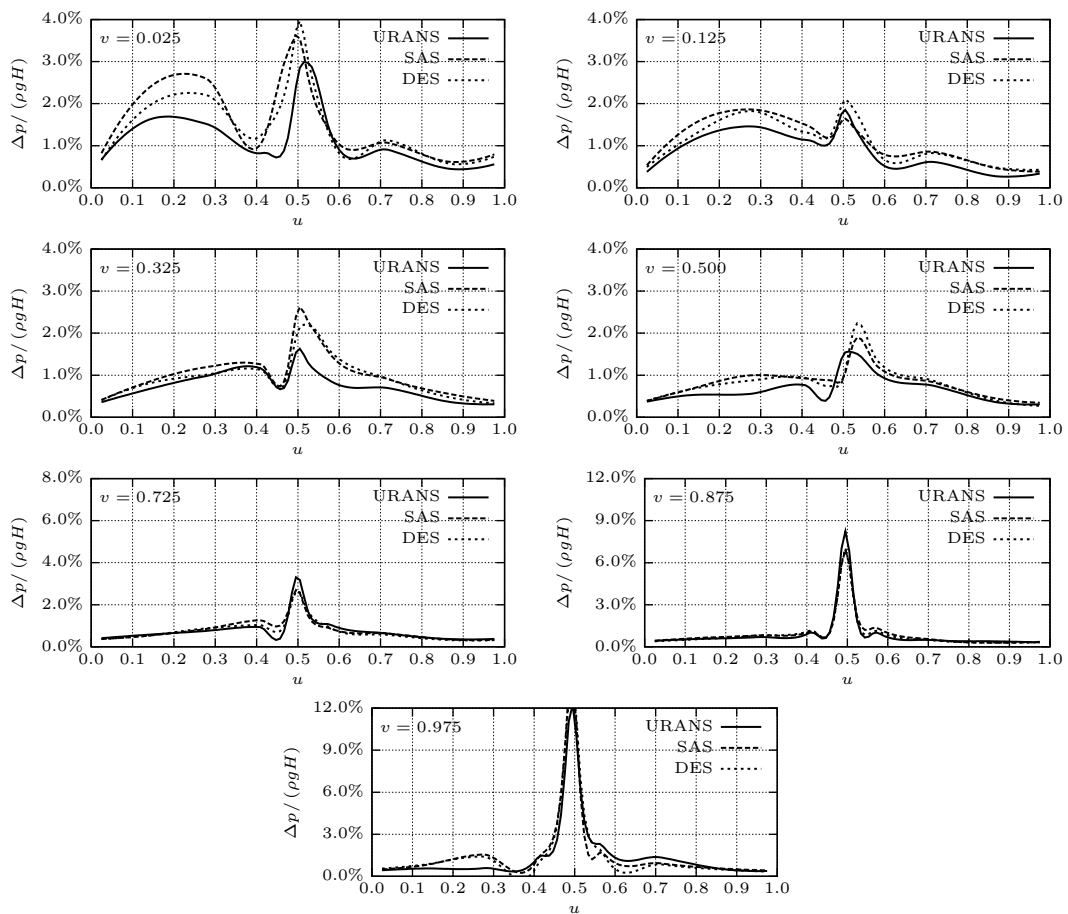 v = 0.025
URANS
SAS
DES
4.0%
3.0%
2.0%
1.0%
0.0%
Δp/ (ρgH)
0.0 0.1 0.2 0.3 0.4 0.5 0.6 0.7 0.8 0.9 1.0
u
v = 0.125
URANS
SAS
DES
4.0%
3.0%
2.0%
1.0%
0.0%
Δp/ (ρgH)
0.0 0.1 0.2 0.3 0.4 0.5 0.6 0.7 0.8 0.9 1.0
u
v = 0.325
URANS
SAS
DES
4.0%
3.0%
2.0%
1.0%
0.0%
Δp/ (ρgH)
0.0 0.1 0.2 0.3 0.4 0.5 0.6 0.7 0.8 0.9 1.0
u
v = 0.500
URANS
SAS
DES
4.0%
3.0%
2.0%
1.0%
0.0%
Δp/ (ρgH)
0.0 0.1 0.2 0.3 0.4 0.5 0.6 0.7 0.8 0.9 1.0
u
v = 0.725
URANS
SAS
DES
8.0%
6.0%
4.0%
2.0%
0.0%
Δp/ (ρgH)
0.0 0.1 0.2 0.3 0.4 0.5 0.6 0.7 0.8 0.9 1.0
u
v = 0.875
URANS
SAS
DES
12.0%
9.0%
6.0%
3.0%
0.0%
Δp/ (ρgH)
0.0 0.1 0.2 0.3 0.4 0.5 0.6 0.7 0.8 0.9 1.0
u
v = 0.975
URANS
SAS
DES
12.0%
9.0%
6.0%
3.0%
0.0%
Δp/ (ρgH)
0.0 0.1 0.2 0.3 0.4 0.5 0.6 0.7 0.8 0.9 1.0
u